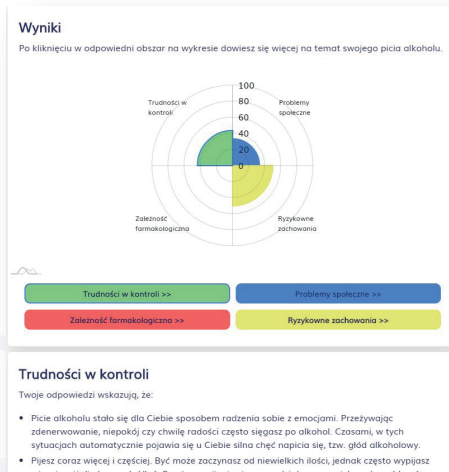 Wyniki
Po kliknięciu w odpowiedni obszar na wykresie dowiesz się więcej na temat swojego picia alkoholu.
100
80
60
40
20
0
Trudności w
kontroli
Problemy
społeczne
Zależność
farmakologiczna
Ryzykowne
zachowania
Trudności w kontroli >>
Problemy społeczne >>
Zależność farmakologiczna >>
Ryzykowne zachowania >>
Trudności w kontroli
Twoje odpowiedzi wskazują, że:
• Picie alkoholu stało się dla Ciebie sposobem radzenia sobie z emocjami. Przeżywając
zdenerwowanie, niepokój czy chwilę radości często sięgasz po alkohol. Czasami, w tych
sytuacjach automatycznie pojawia się u Ciebie silna chęć napicia się, tzw. głód alkoholowy.
• Pijesz coraz więcej i częściej. Być może zaczynasz od niewielkich ilości, jednak często wypijasz